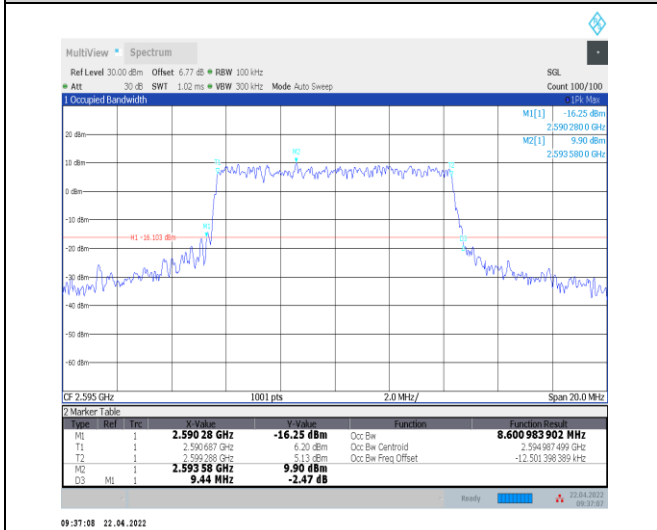 MultiView Spectrum
Ref Level 30.00 dBm Offset 6.77 dB RBW 100 kHz SGL
Att 30 dB SWT 1.02 ms VBW 300 kHz Mode Auto Sweep Count 100/100
1 Occupied Bandwidth 1Pk Max
M1[1] -16.25 dBm
2.590 280 0 GHz
M2[1] 9.90 dBm
2.593 580 0 GHz
20 dBm
M2
10 dBm
0 dBm
-10 dBm
M1
H1 -16.103 dBm
-20 dBm
-30 dBm
-40 dBm
-50 dBm
-60 dBm
CF 2.595 GHz 1001 pts 2.0 MHz/ Span 20.0 MHz
2 Marker Table
Type Ref Trc X-Value Y-Value Function Function Result
M1 1 2.590 28 GHz -16.25 dBm Occ Bw 8.600 983 902 MHz
T1 1 2.590 687 GHz 6.20 dBm Occ Bw Centroid 2.594 987 499 GHz
T2 1 2.599 288 GHz 5.13 dBm Occ Bw Freq Offset -12.501 398 389 kHz
M2 1 2.593 58 GHz 9.90 dBm
D3 M1 1 9.44 MHz -2.47 dB
Ready 22.04.2022
09:37:07
09:37:08 22.04.2022